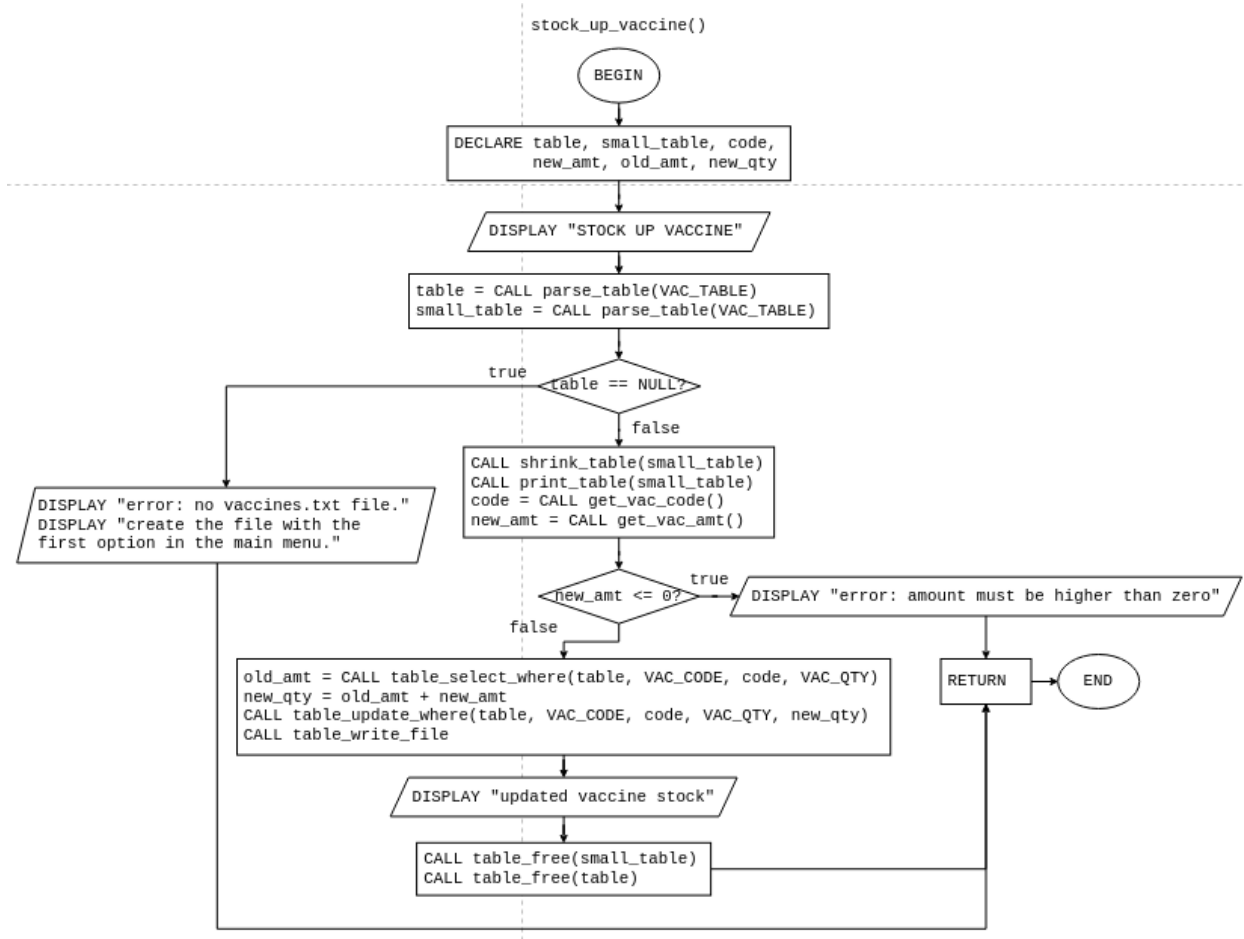 stock_up_vaccine()
BEGIN
DECLARE table, small_table, code,
new_amt, old_amt, new_qty
DISPLAY "STOCK UP VACCINE"
table = CALL parse_table(VAC_TABLE)
small_table = CALL parse_table(VAC_TABLE)
true
table == NULL?
false
CALL shrink_table(small_table)
CALL print_table(small_table)
code = CALL get_vac_code()
new_amt = CALL get_vac_amt()
DISPLAY "error: no vaccines.txt file."
DISPLAY "create the file with the
first option in the main menu."
new_amt <= 0?
true
DISPLAY "error: amount must be higher than zero"
false
old_amt = CALL table_select_where(table, VAC_CODE, code, VAC_QTY)
new_qty = old_amt + new_amt
CALL table_update_where(table, VAC_CODE, code, VAC_QTY, new_qty)
CALL table_write_file
RETURN
END
DISPLAY "updated vaccine stock"
CALL table_free(small_table)
CALL table_free(table)